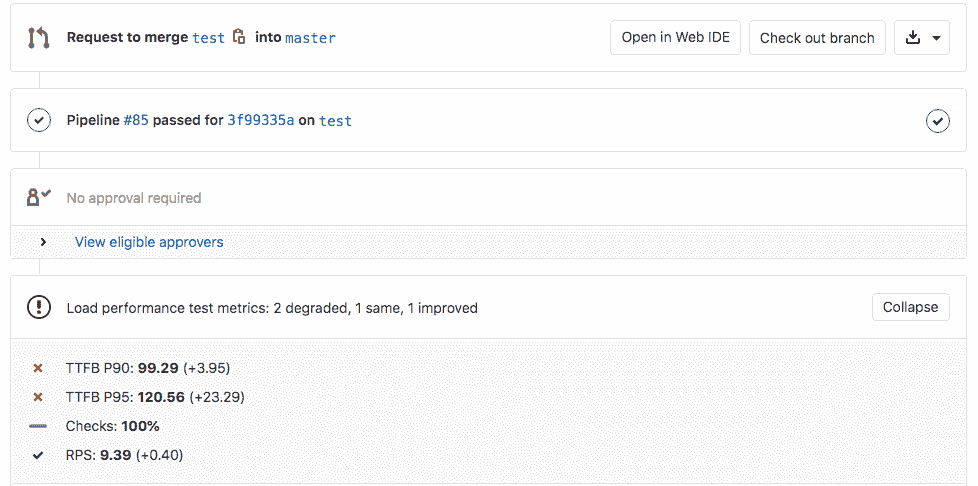 Request to merge test into master
Open in Web IDE
Check out branch
Pipeline #85 passed for 3f99335a on test
No approval required
View eligible approvers
Load performance test metrics: 2 degraded, 1 same, 1 improved
Collapse
TTFB P90: 99.29 (+3.95)
TTFB P95: 120.56 (+23.29)
Checks: 100%
RPS: 9.39 (+0.40)